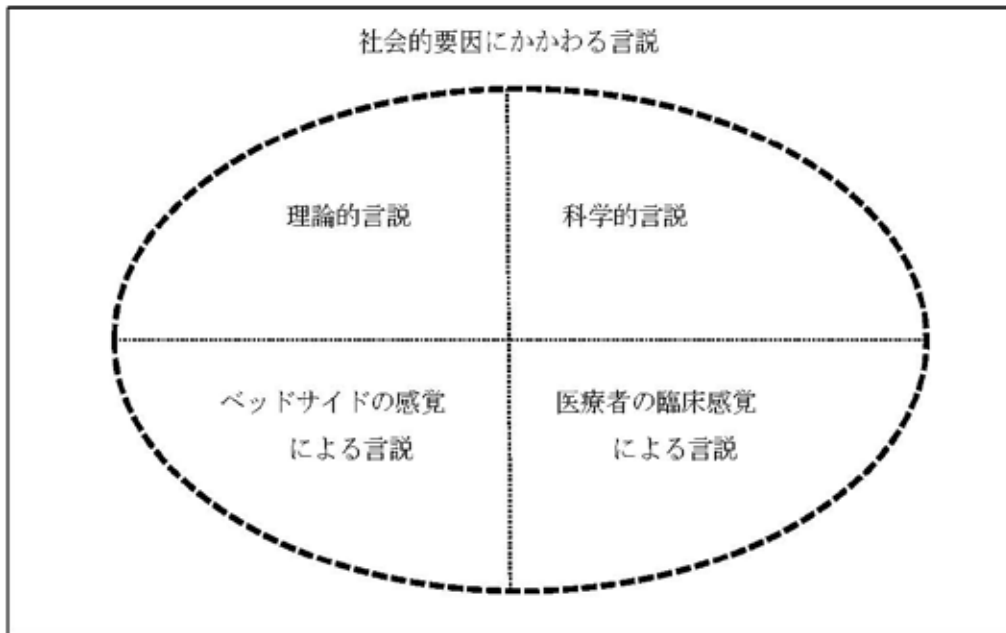 社会的要因にかかわる言説
理論的言説
科学的言説
ベッドサイドの感覚
による言説
医療者の臨床感覚
による言説